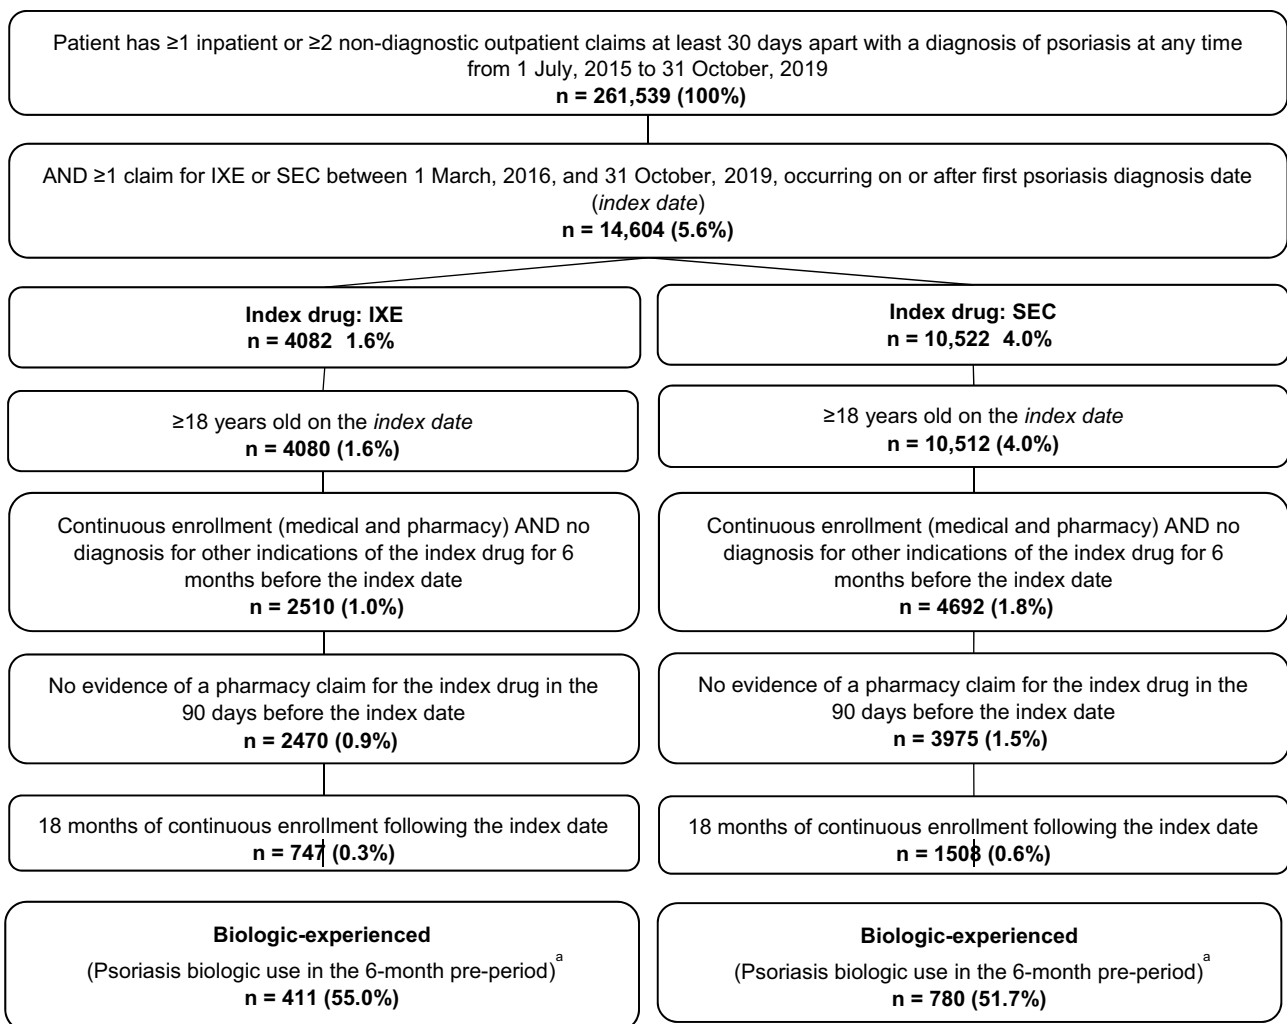 Patient has ≥1 inpatient or ≥2 non-diagnostic outpatient claims at least 30 days apart with a diagnosis of psoriasis at any time
from 1 July, 2015 to 31 October, 2019
n = 261,539 (100%)
AND ≥1 claim for IXE or SEC between 1 March, 2016, and 31 October, 2019, occurring on or after first psoriasis diagnosis date
(index date)
n = 14,604 (5.6%)
Index drug: IXE
n = 4082 1.6%
≥18 years old on the index date
n = 4080 (1.6%)
Continuous enrollment (medical and pharmacy) AND no
diagnosis for other indications of the index drug for 6
months before the index date
n = 2510 (1.0%)
No evidence of a pharmacy claim for the index drug in the
90 days before the index date
n = 2470 (0.9%)
18 months of continuous enrollment following the index date
n = 747 (0.3%)
Biologic-experienced
(Psoriasis biologic use in the 6-month pre-period)a
n = 411 (55.0%)
Index drug: SEC
n = 10,522 4.0%
≥18 years old on the index date
n = 10,512 (4.0%)
Continuous enrollment (medical and pharmacy) AND no
diagnosis for other indications of the index drug for 6
months before the index date
n = 4692 (1.8%)
No evidence of a pharmacy claim for the index drug in the
90 days before the index date
n = 3975 (1.5%)
18 months of continuous enrollment following the index date
n = 1508 (0.6%)
Biologic-experienced
(Psoriasis biologic use in the 6-month pre-period)a
n = 780 (51.7%)